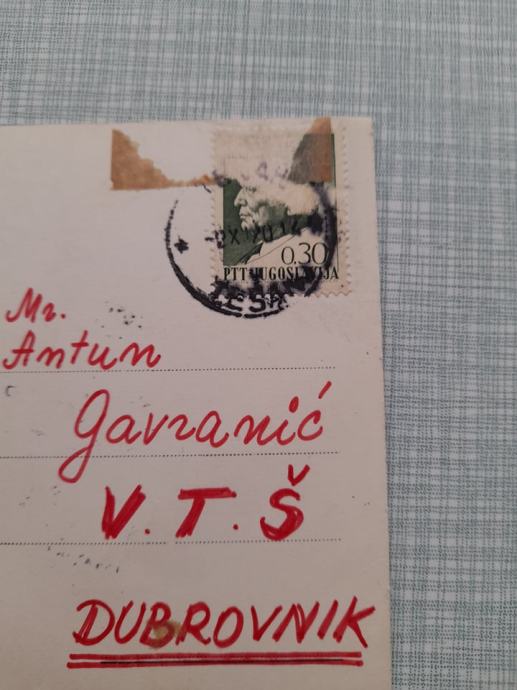 0.30
PTT JUGOSLAVIJA
Mr.
Antun
Gavranić
V. T. Š
DUBROVNIK